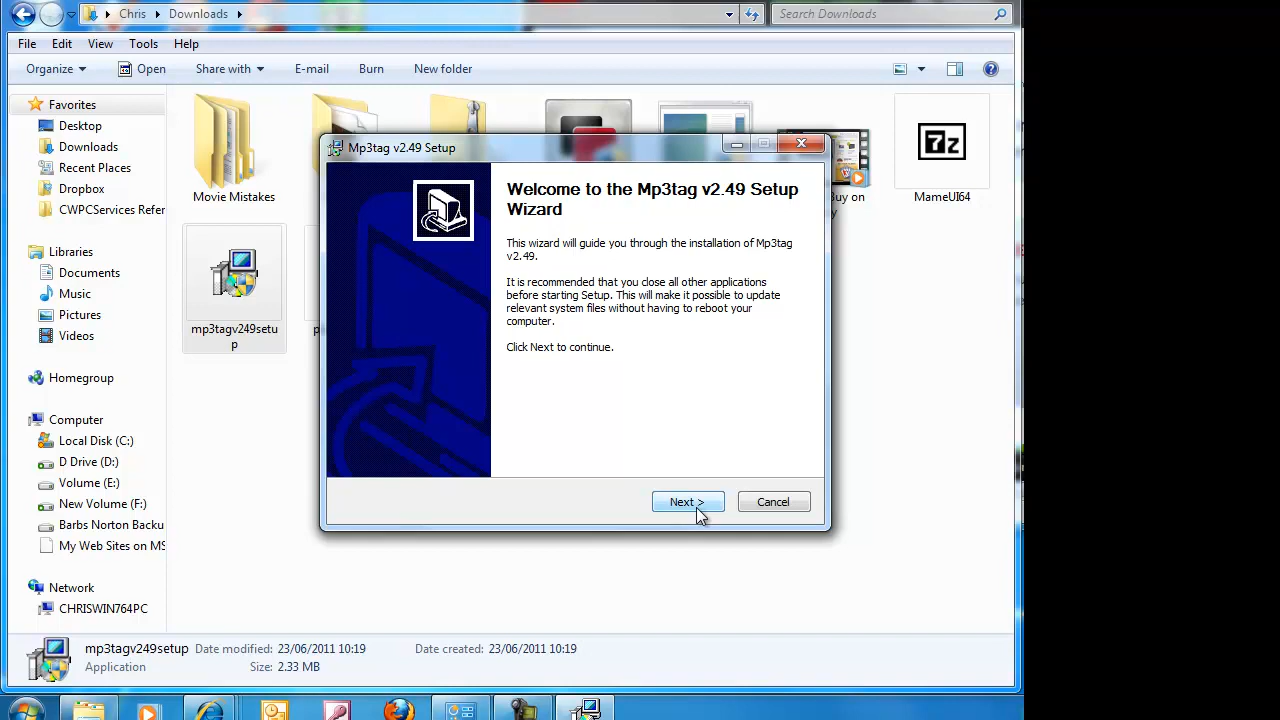 Chris
Downloads
Search Downloads
File Edit View Tools Help
Organize Open Share with E-mail Burn New folder
Favorites
Desktop
Downloads
Recent Places
Dropbox
CWPCServices Refer
Libraries
Documents
Music
Pictures
Videos
Homegroup
Computer
Local Disk (C:)
D Drive (D:)
Volume (E:)
New Volume (F:)
Barbs Norton Backu
My Web Sites on MS
Network
CHRISWIN764PC
Movie Mistakes
7z
MameUI64
Buy on
y
mp3tagv249setu
p
p
Mp3tag v2.49 Setup
Welcome to the Mp3tag v2.49 Setup
Wizard
This wizard will guide you through the installation of Mp3tag
v2.49.
It is recommended that you close all other applications
before starting Setup. This will make it possible to update
relevant system files without having to reboot your
computer.
Click Next to continue.
Next >
Cancel
mp3tagv249setup Date modified: 23/06/2011 10:19 Date created: 23/06/2011 10:19
Application Size: 2.33 MB